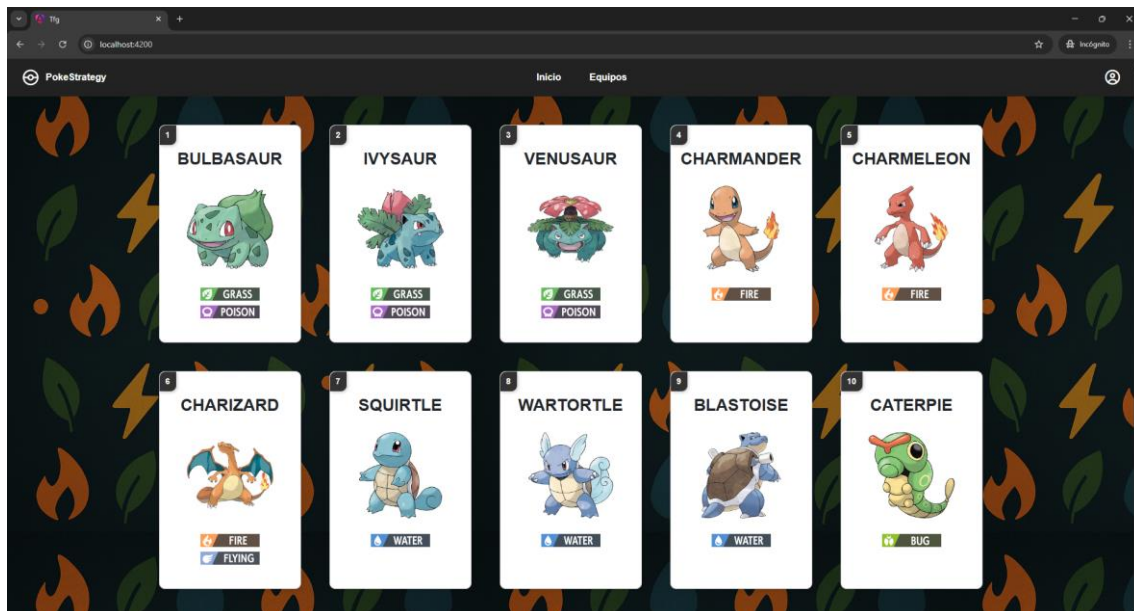 Tfg
localhost:4200
Incógnito
PokeStrategy
Inicio
Equipos
1
BULBASAUR
GRASS
POISON
2
IVYSAUR
GRASS
POISON
3
VENUSAUR
GRASS
POISON
4
CHARMANDER
FIRE
5
CHARMELEON
FIRE
6
CHARIZARD
FIRE
FLYING
7
SQUIRTLE
WATER
8
WARTORTLE
WATER
9
BLASTOISE
WATER
10
CATERPIE
BUG